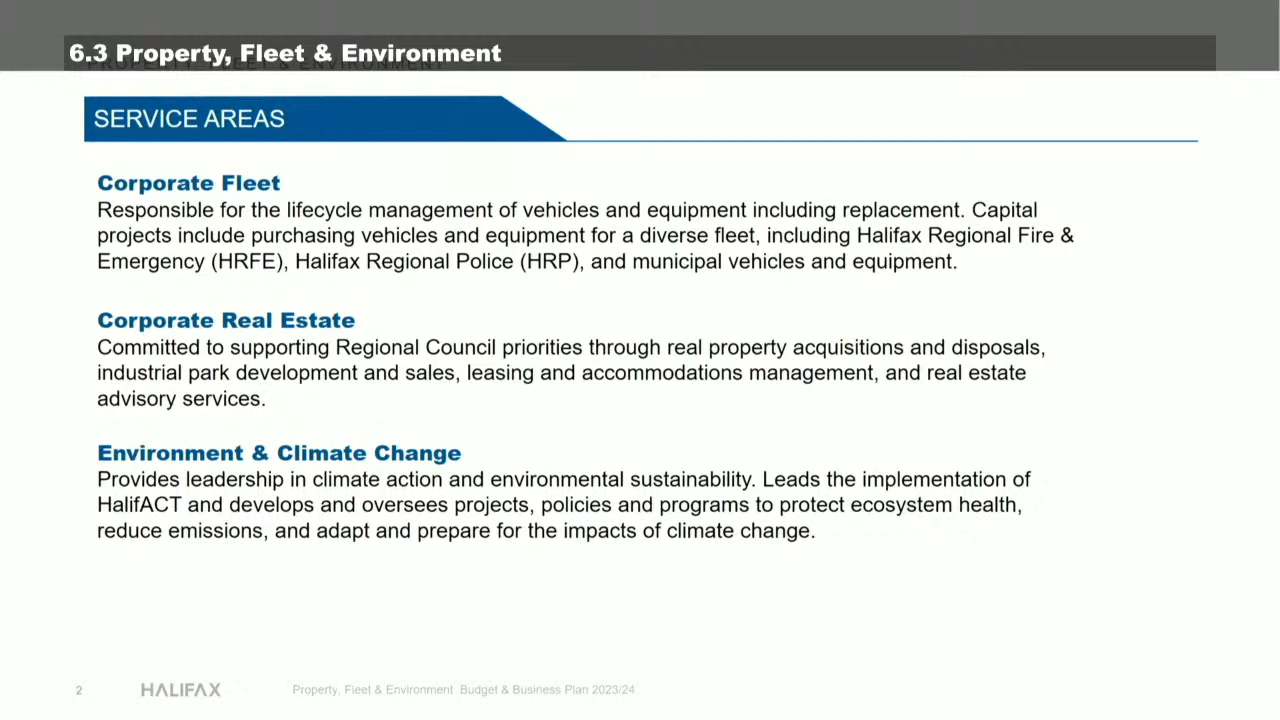 6.3 Property, Fleet & Environment
PROPERTY, FLEET & ENVIRONMENT
SERVICE AREAS
Corporate Fleet
Responsible for the lifecycle management of vehicles and equipment including replacement. Capital
projects include purchasing vehicles and equipment for a diverse fleet, including Halifax Regional Fire &
Emergency (HRFE), Halifax Regional Police (HRP), and municipal vehicles and equipment.
Corporate Real Estate
Committed to supporting Regional Council priorities through real property acquisitions and disposals,
industrial park development and sales, leasing and accommodations management, and real estate
advisory services.
Environment & Climate Change
Provides leadership in climate action and environmental sustainability. Leads the implementation of
HalifACT and develops and oversees projects, policies and programs to protect ecosystem health,
reduce emissions, and adapt and prepare for the impacts of climate change.
2
HALIFAX
Property, Fleet & Environment Budget & Business Plan 2023/24